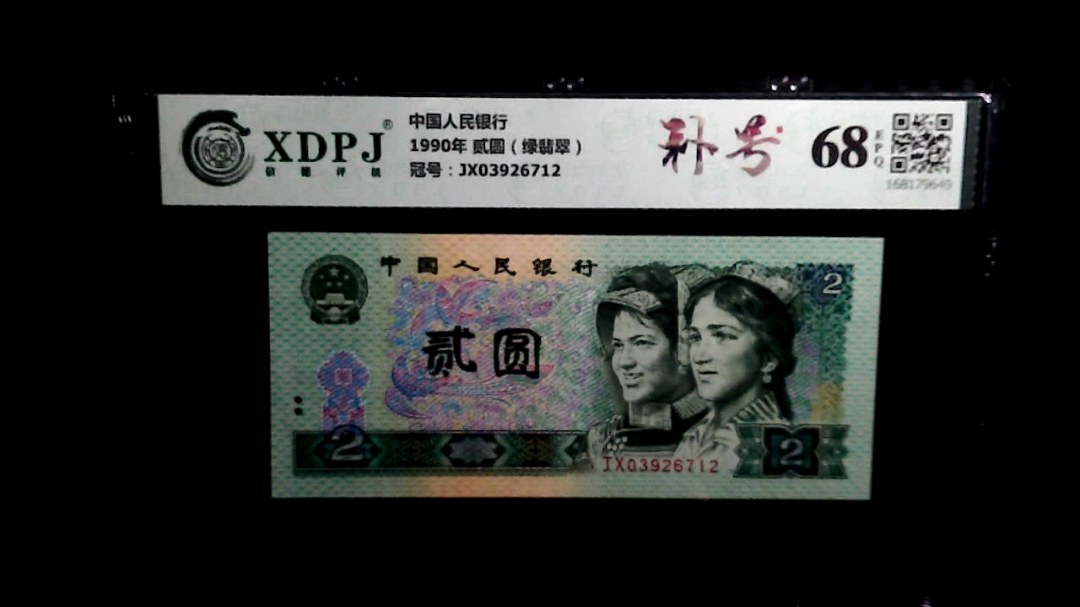 XDPJ®
中国人民银行
1990年 贰圆（绿翡翠）
冠号：JX03926712
补号
68
EPQ
中国人民银行
2
贰圆
2
JX03926712
2